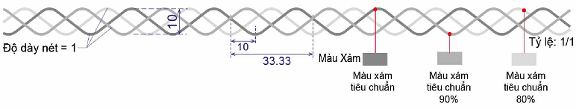 10
Độ dày nét = 1
10
33.33
Màu Xám
Tỷ lệ: 1/1
Màu xám
tiêu chuẩn
Màu xám
tiêu chuẩn
90%
Màu xám
tiêu chuẩn
80%